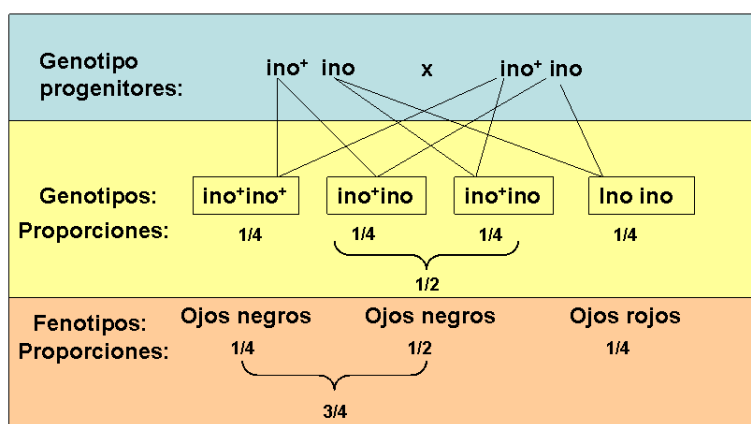 Genotipo
progenitores:
ino⁺ ino x ino⁺ ino
Genotipos: ino⁺ino⁺ ino⁺ino ino⁺ino Ino ino
Proporciones: 1/4 1/4 1/4 1/4
1/2
Fenotipos: Ojos negros Ojos negros Ojos rojos
Proporciones: 1/4 1/2 1/4
3/4